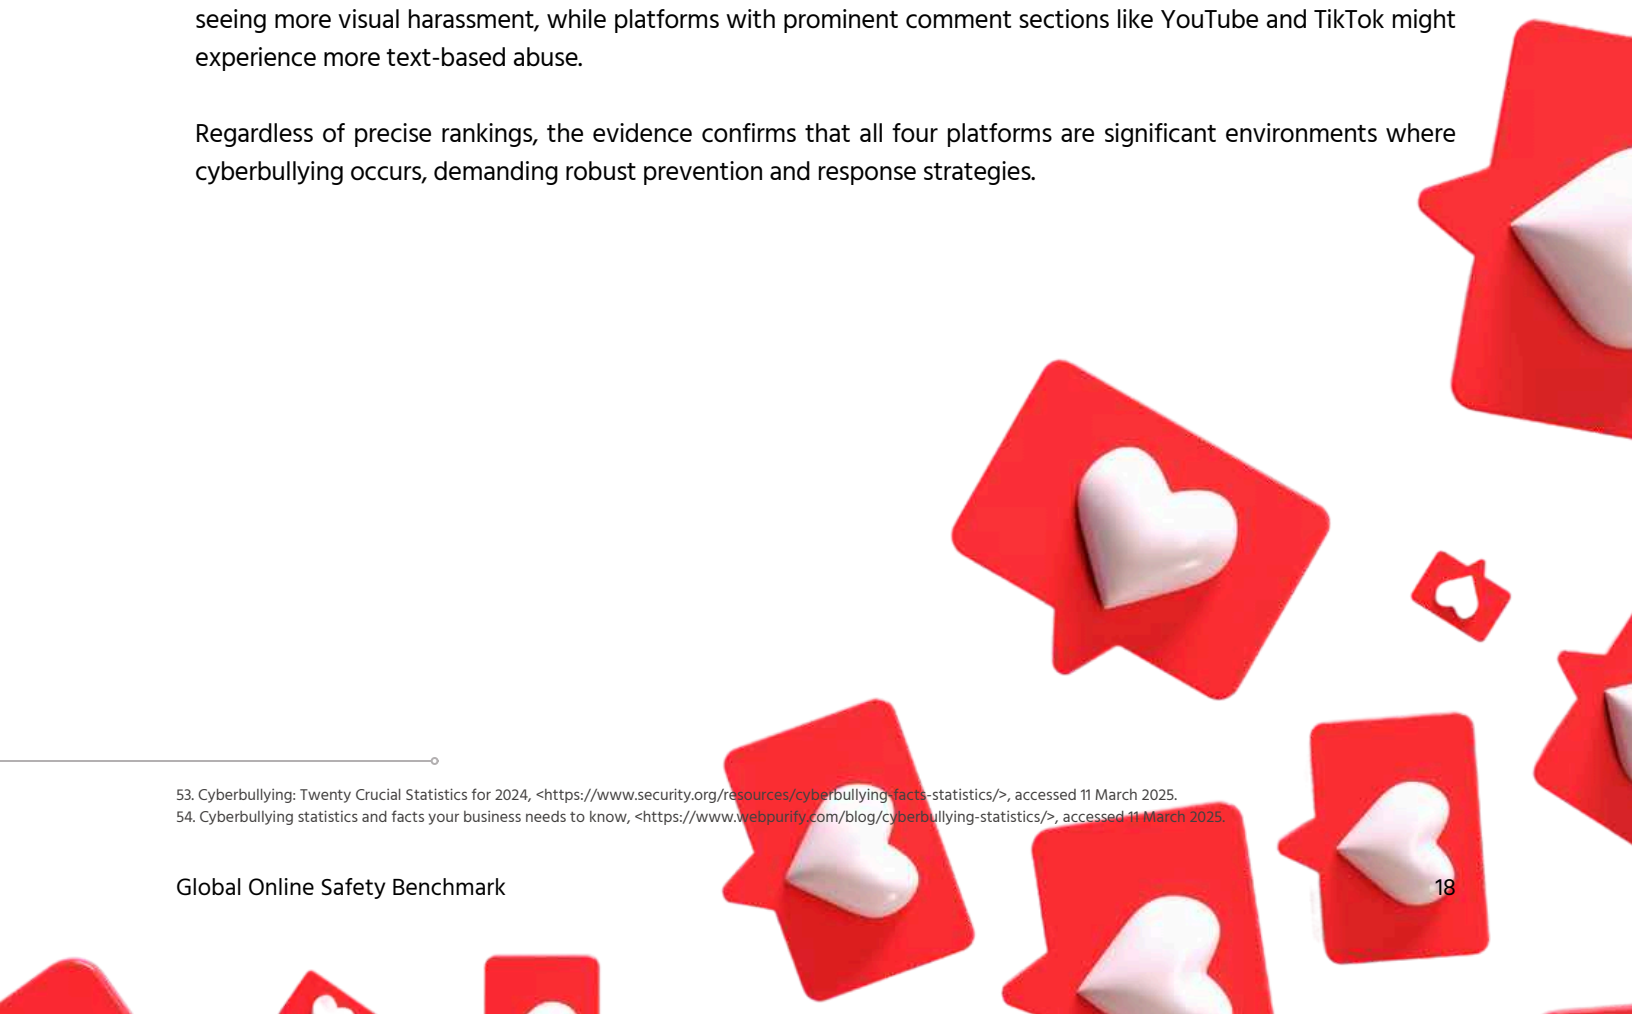 seeing more visual harassment, while platforms with prominent comment sections like YouTube and TikTok might
experience more text-based abuse.
Regardless of precise rankings, the evidence confirms that all four platforms are significant environments where
cyberbullying occurs, demanding robust prevention and response strategies.
53. Cyberbullying: Twenty Crucial Statistics for 2024, <https://www.security.org/resources/cyberbullying-facts-statistics/>, accessed 11 March 2025.
54. Cyberbullying statistics and facts your business needs to know, <https://www.webpurify.com/blog/cyberbullying-statistics/>, accessed 11 March 2025.
Global Online Safety Benchmark
18